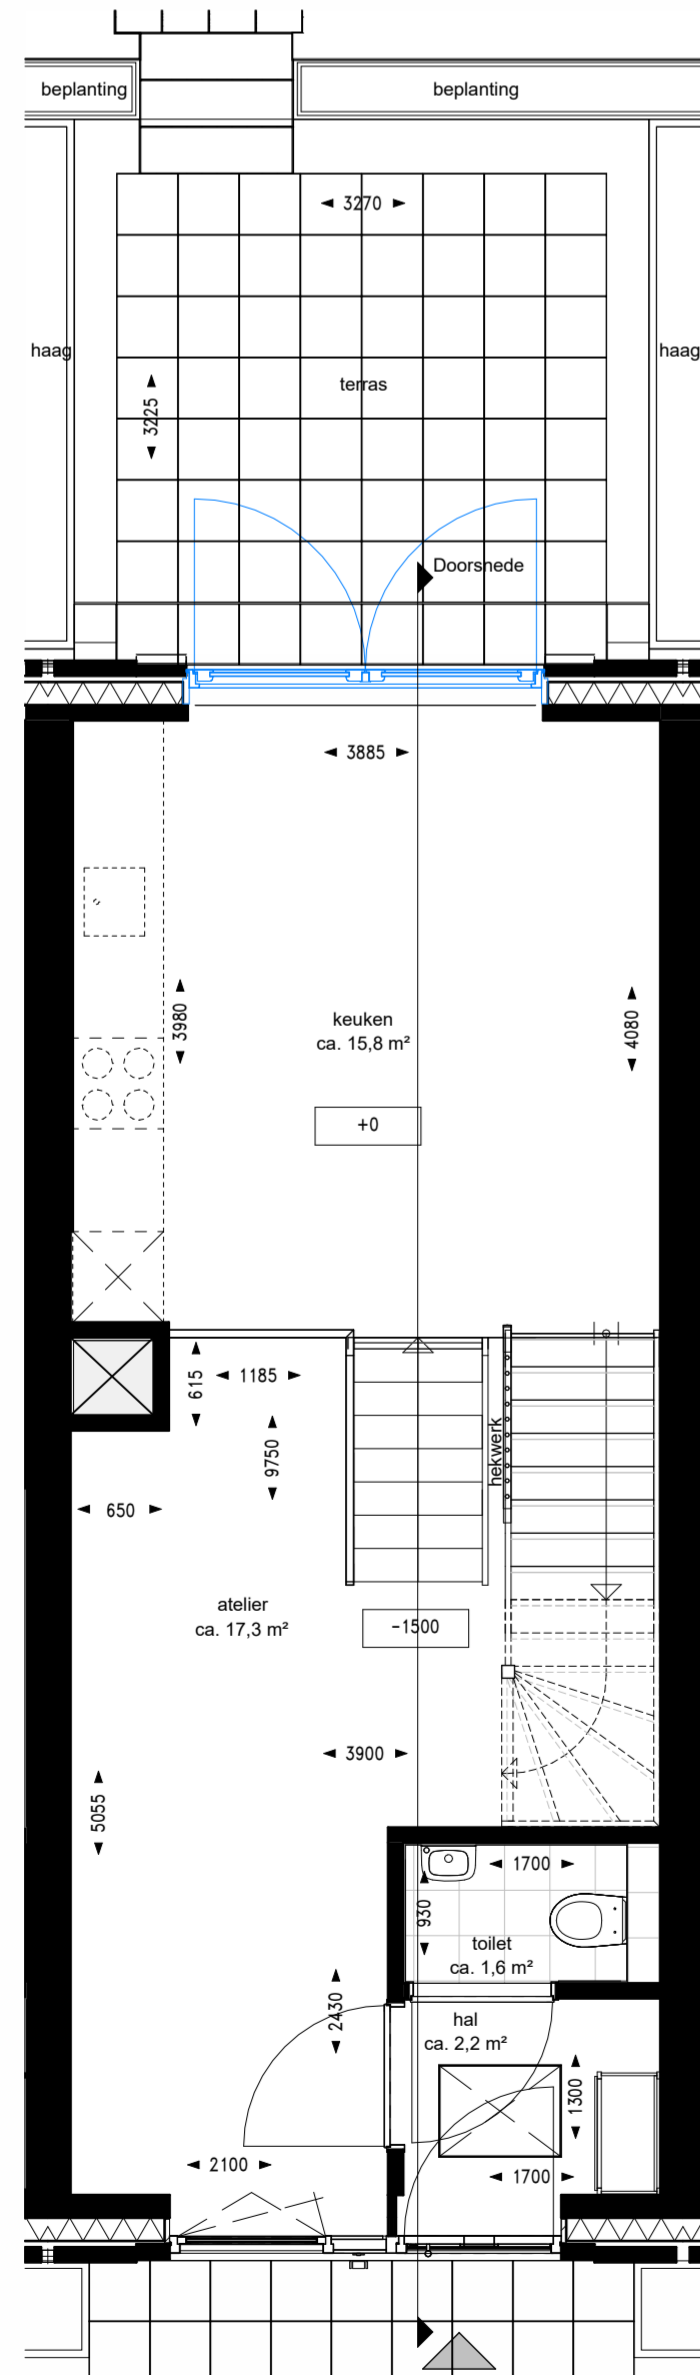 beplanting
beplanting
3270
haag
haag
terras
3225
Doorsnede
3885
keuken
ca. 15,8 m²
3980
4080
+0
615
1185
9750
hekwerk
650
atelier
ca. 17,3 m²
-1500
3900
5055
1700
930
toilet
ca. 1,6 m²
2430
hal
ca. 2,2 m²
1300
2100
1700